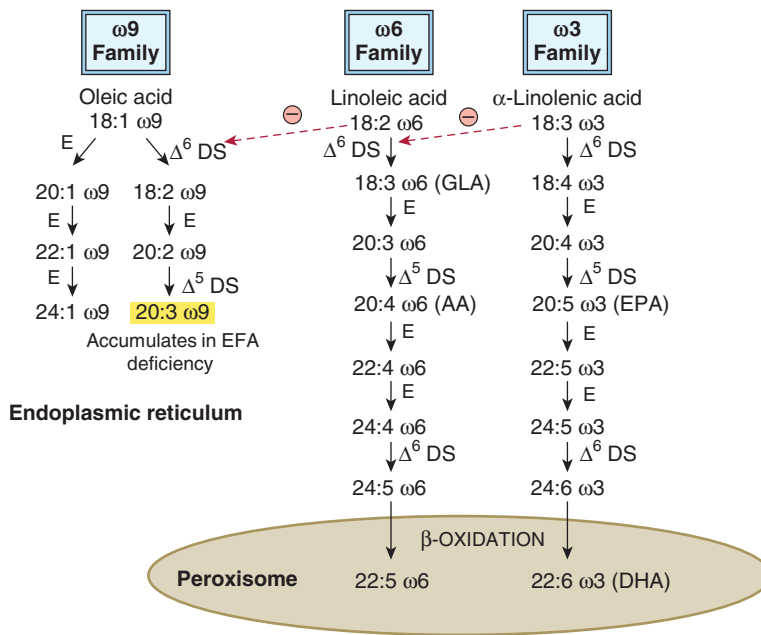 ω9
Family
ω6
Family
ω3
Family
Oleic acid
18:1 ω9
E
Δ⁶ DS
20:1 ω9
18:2 ω9
E
E
22:1 ω9
20:2 ω9
E
Δ⁵ DS
24:1 ω9
20:3 ω9
Accumulates in EFA
deficiency
Endoplasmic reticulum
−
Linoleic acid
18:2 ω6
Δ⁶ DS
18:3 ω6 (GLA)
E
20:3 ω6
Δ⁵ DS
20:4 ω6 (AA)
E
22:4 ω6
E
24:4 ω6
Δ⁶ DS
24:5 ω6
−
α-Linolenic acid
18:3 ω3
Δ⁶ DS
18:4 ω3
E
20:4 ω3
Δ⁵ DS
20:5 ω3 (EPA)
E
22:5 ω3
E
24:5 ω3
Δ⁶ DS
24:6 ω3
β-OXIDATION
Peroxisome
22:5 ω6
22:6 ω3 (DHA)